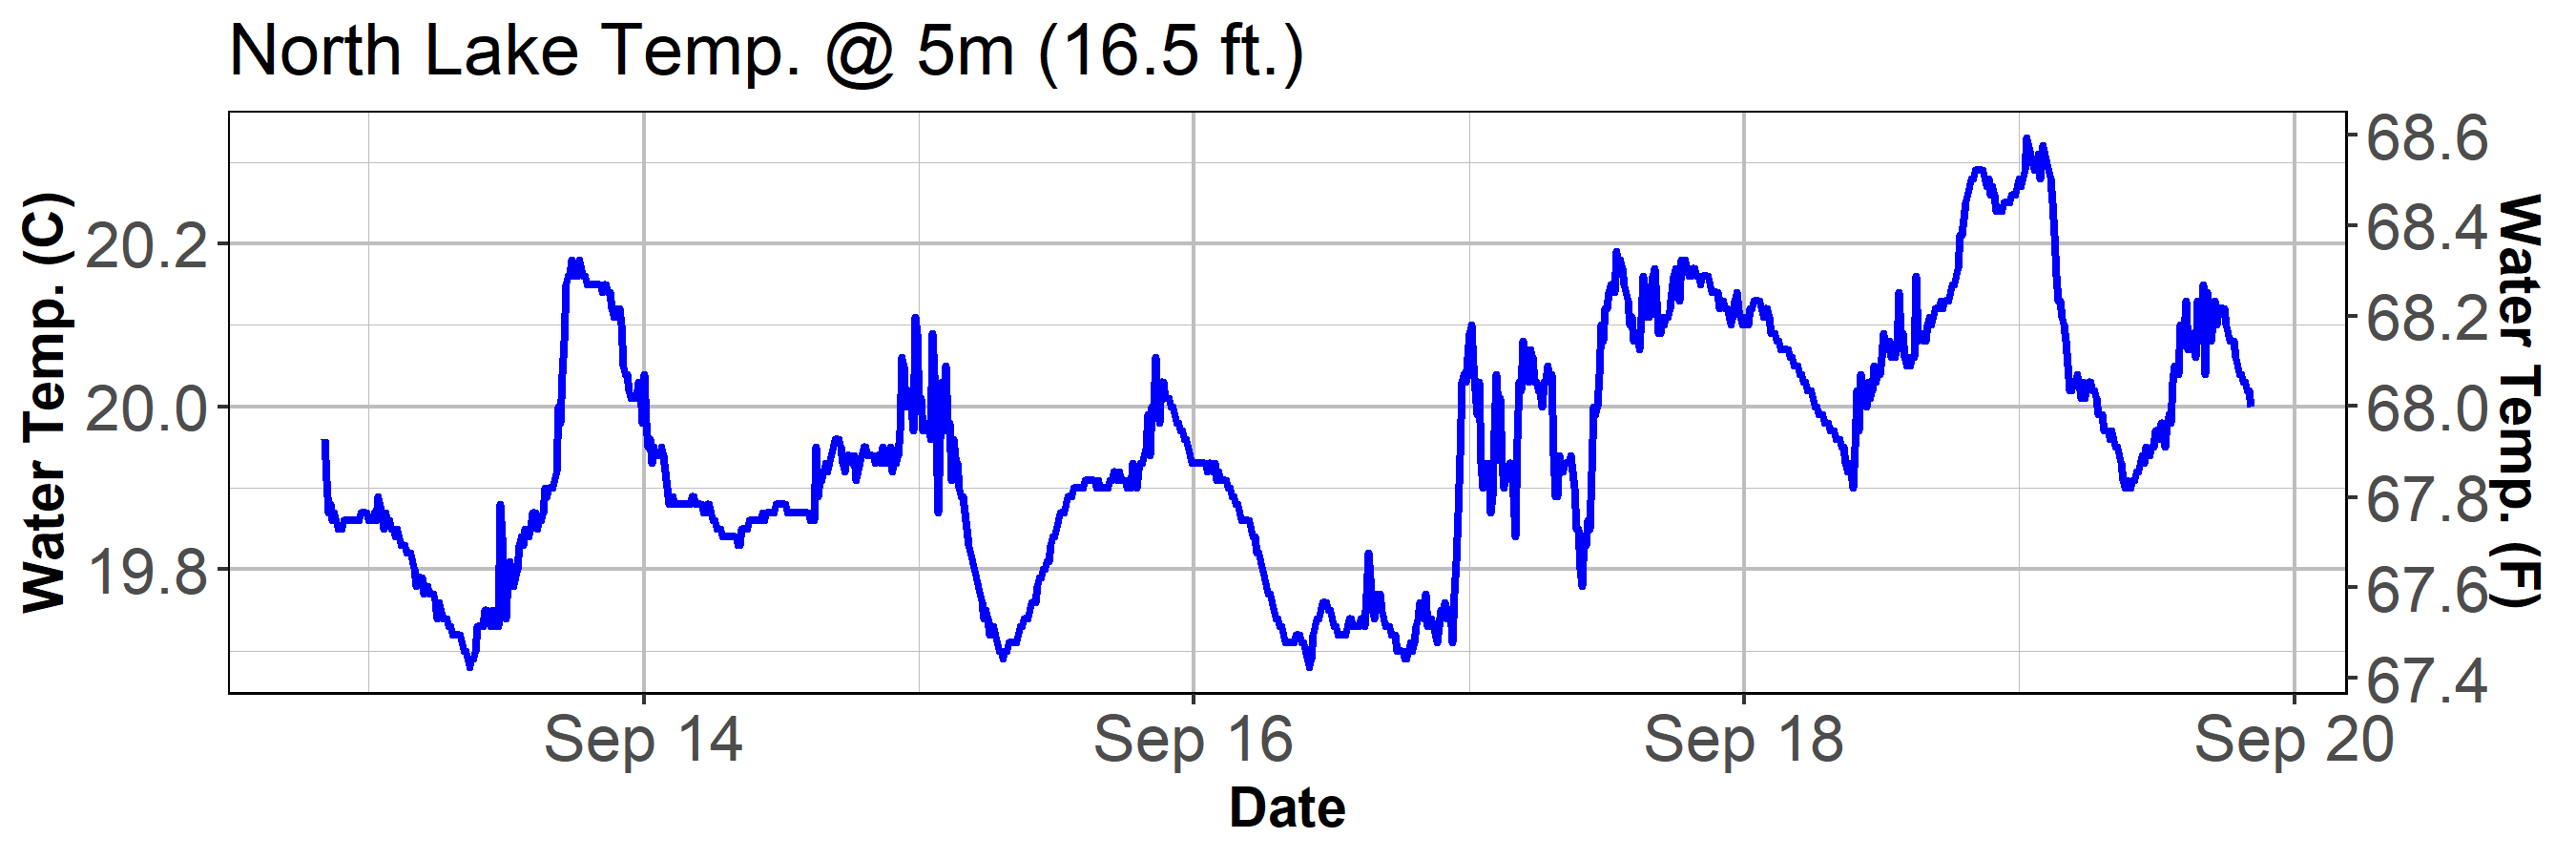 North Lake Temp. @ 5m (16.5 ft.)
Water Temp. (C)
20.2
20.0
19.8
68.6
68.4
68.2
68.0
67.8
67.6
67.4
Water Temp. (F)
Sep 14
Sep 16
Sep 18
Sep 20
Date